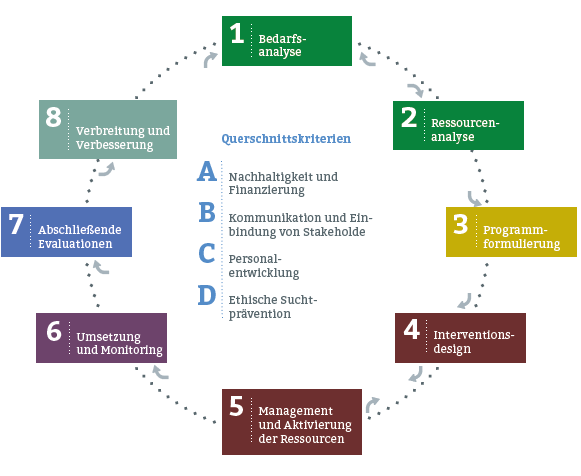 1 Bedarfs-
analyse
2 Ressourcen-
analyse
3 Programm-
formulierung
4 Interventions-
design
5 Management
und Aktivierung
der Ressourcen
6 Umsetzung
und Monitoring
7 Abschließende
Evaluationen
8 Verbreitung und
Verbesserung
Querschnittskriterien
A Nachhaltigkeit und
Finanzierung
B Kommunikation und Ein-
bindung von Stakeholde
C Personal-
entwicklung
D Ethische Sucht-
prävention